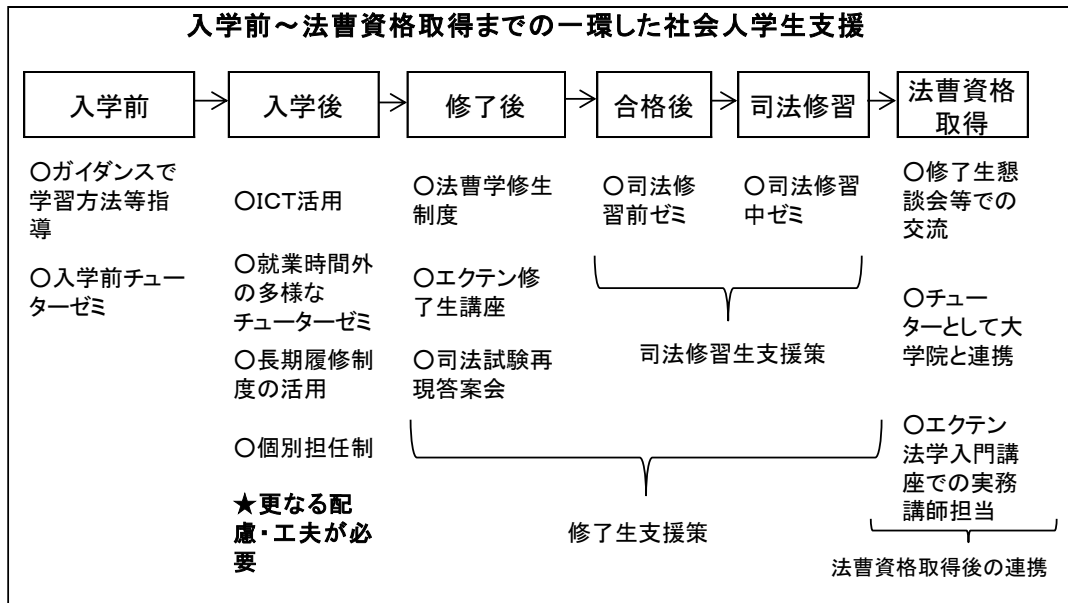 入学前～法曹資格取得までの一環した社会人学生支援
入学前
入学後
修了後
合格後
司法修習
法曹資格
取得
○ガイダンスで
学習方法等指
導
○入学前チュー
ターゼミ
○ICT活用
○就業時間外
の多様な
チューターゼミ
○長期履修制
度の活用
○個別担任制
★更なる配
慮・工夫が必
要
○法曹学修生
制度
○エクテン修
了生講座
○司法試験再
現答案会
○司法修
習前ゼミ
○司法修習
中ゼミ
司法修習生支援策
修了生支援策
○修了生懇
談会等での
交流
○チュー
ターとして大
学院と連携
○エクテン
法学入門講
座での実務
講師担当
法曹資格取得後の連携